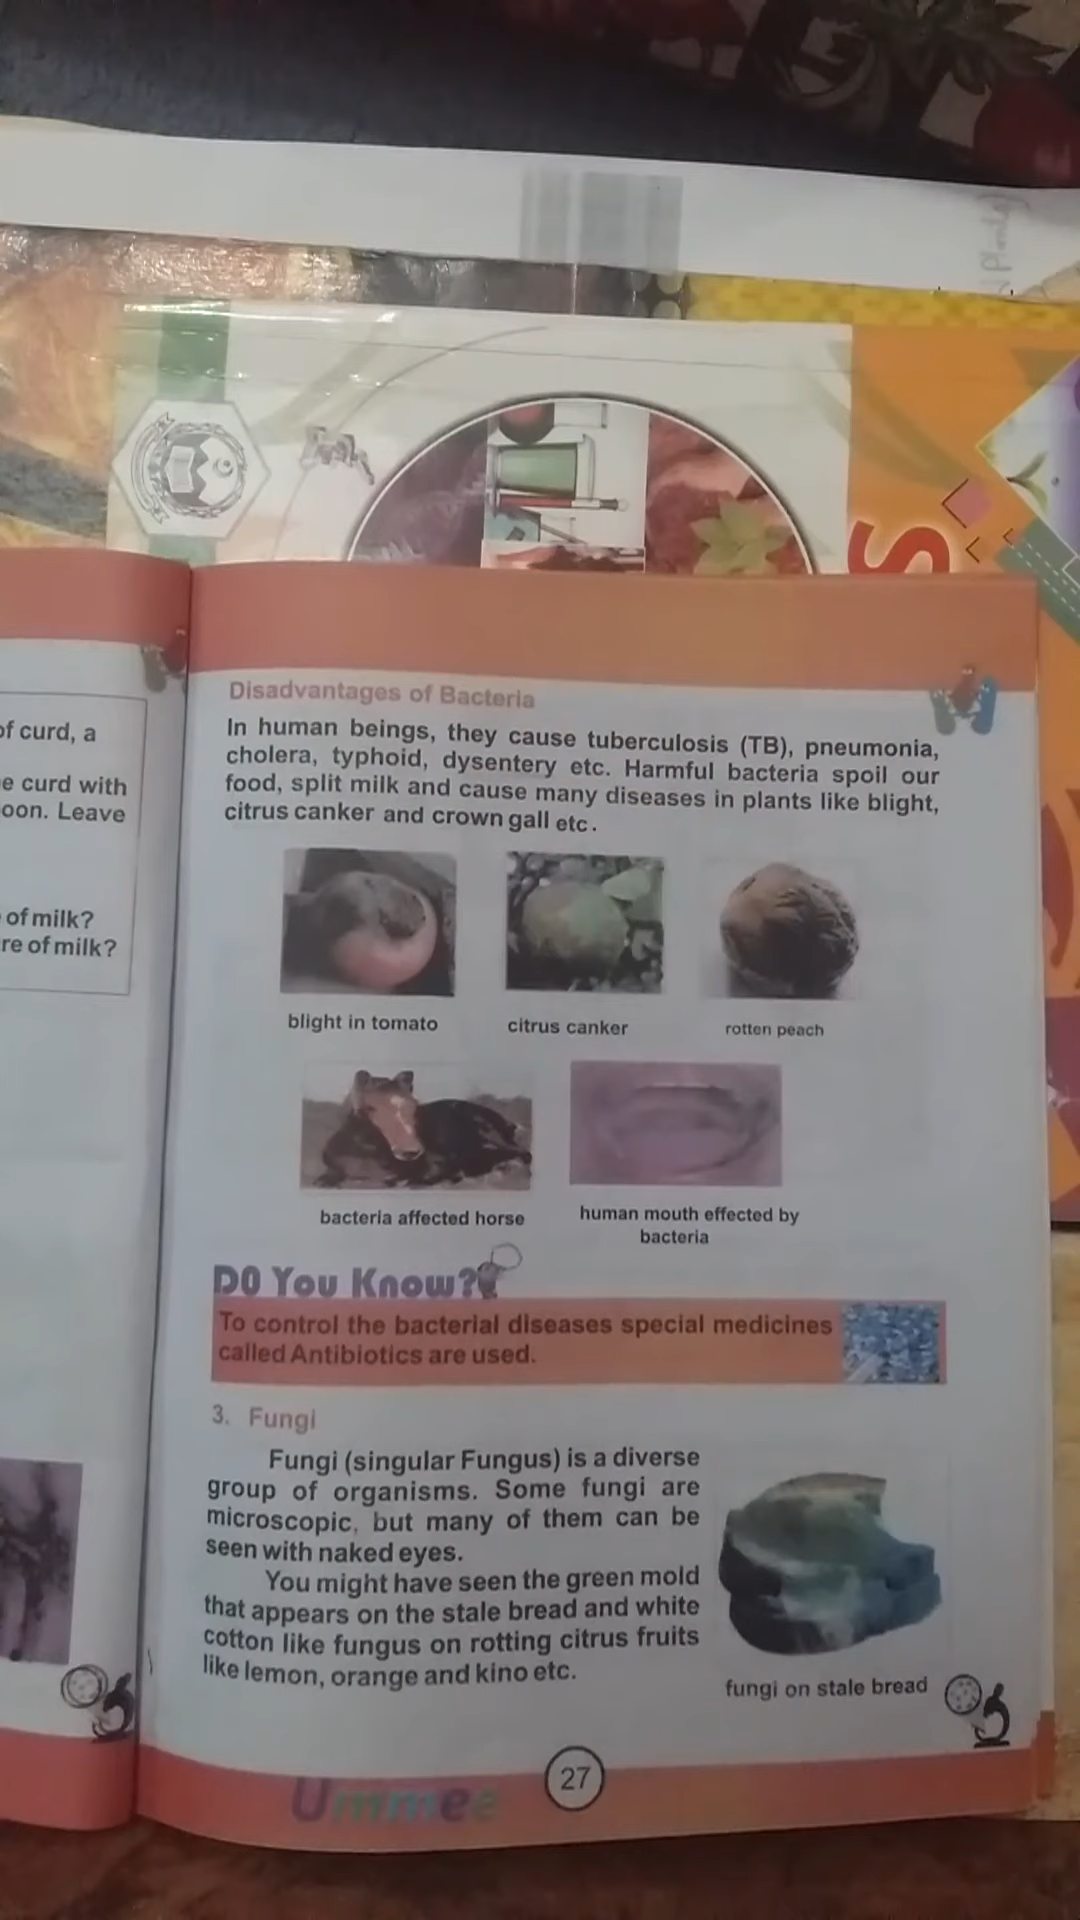 of curd, a
e curd with
oon. Leave
of milk?
re of milk?
Disadvantages of Bacteria
In human beings, they cause tuberculosis (TB), pneumonia,
cholera, typhoid, dysentery etc. Harmful bacteria spoil our
food, split milk and cause many diseases in plants like blight,
citrus canker and crown gall etc.
blight in tomato
citrus canker
rotten peach
bacteria affected horse
human mouth effected by
bacteria
DO You Know?
To control the bacterial diseases special medicines
called Antibiotics are used.
3. Fungi
Fungi (singular Fungus) is a diverse
group of organisms. Some fungi are
microscopic, but many of them can be
seen with naked eyes.
You might have seen the green mold
that appears on the stale bread and white
cotton like fungus on rotting citrus fruits
like lemon, orange and kino etc.
fungi on stale bread
27
Ummee